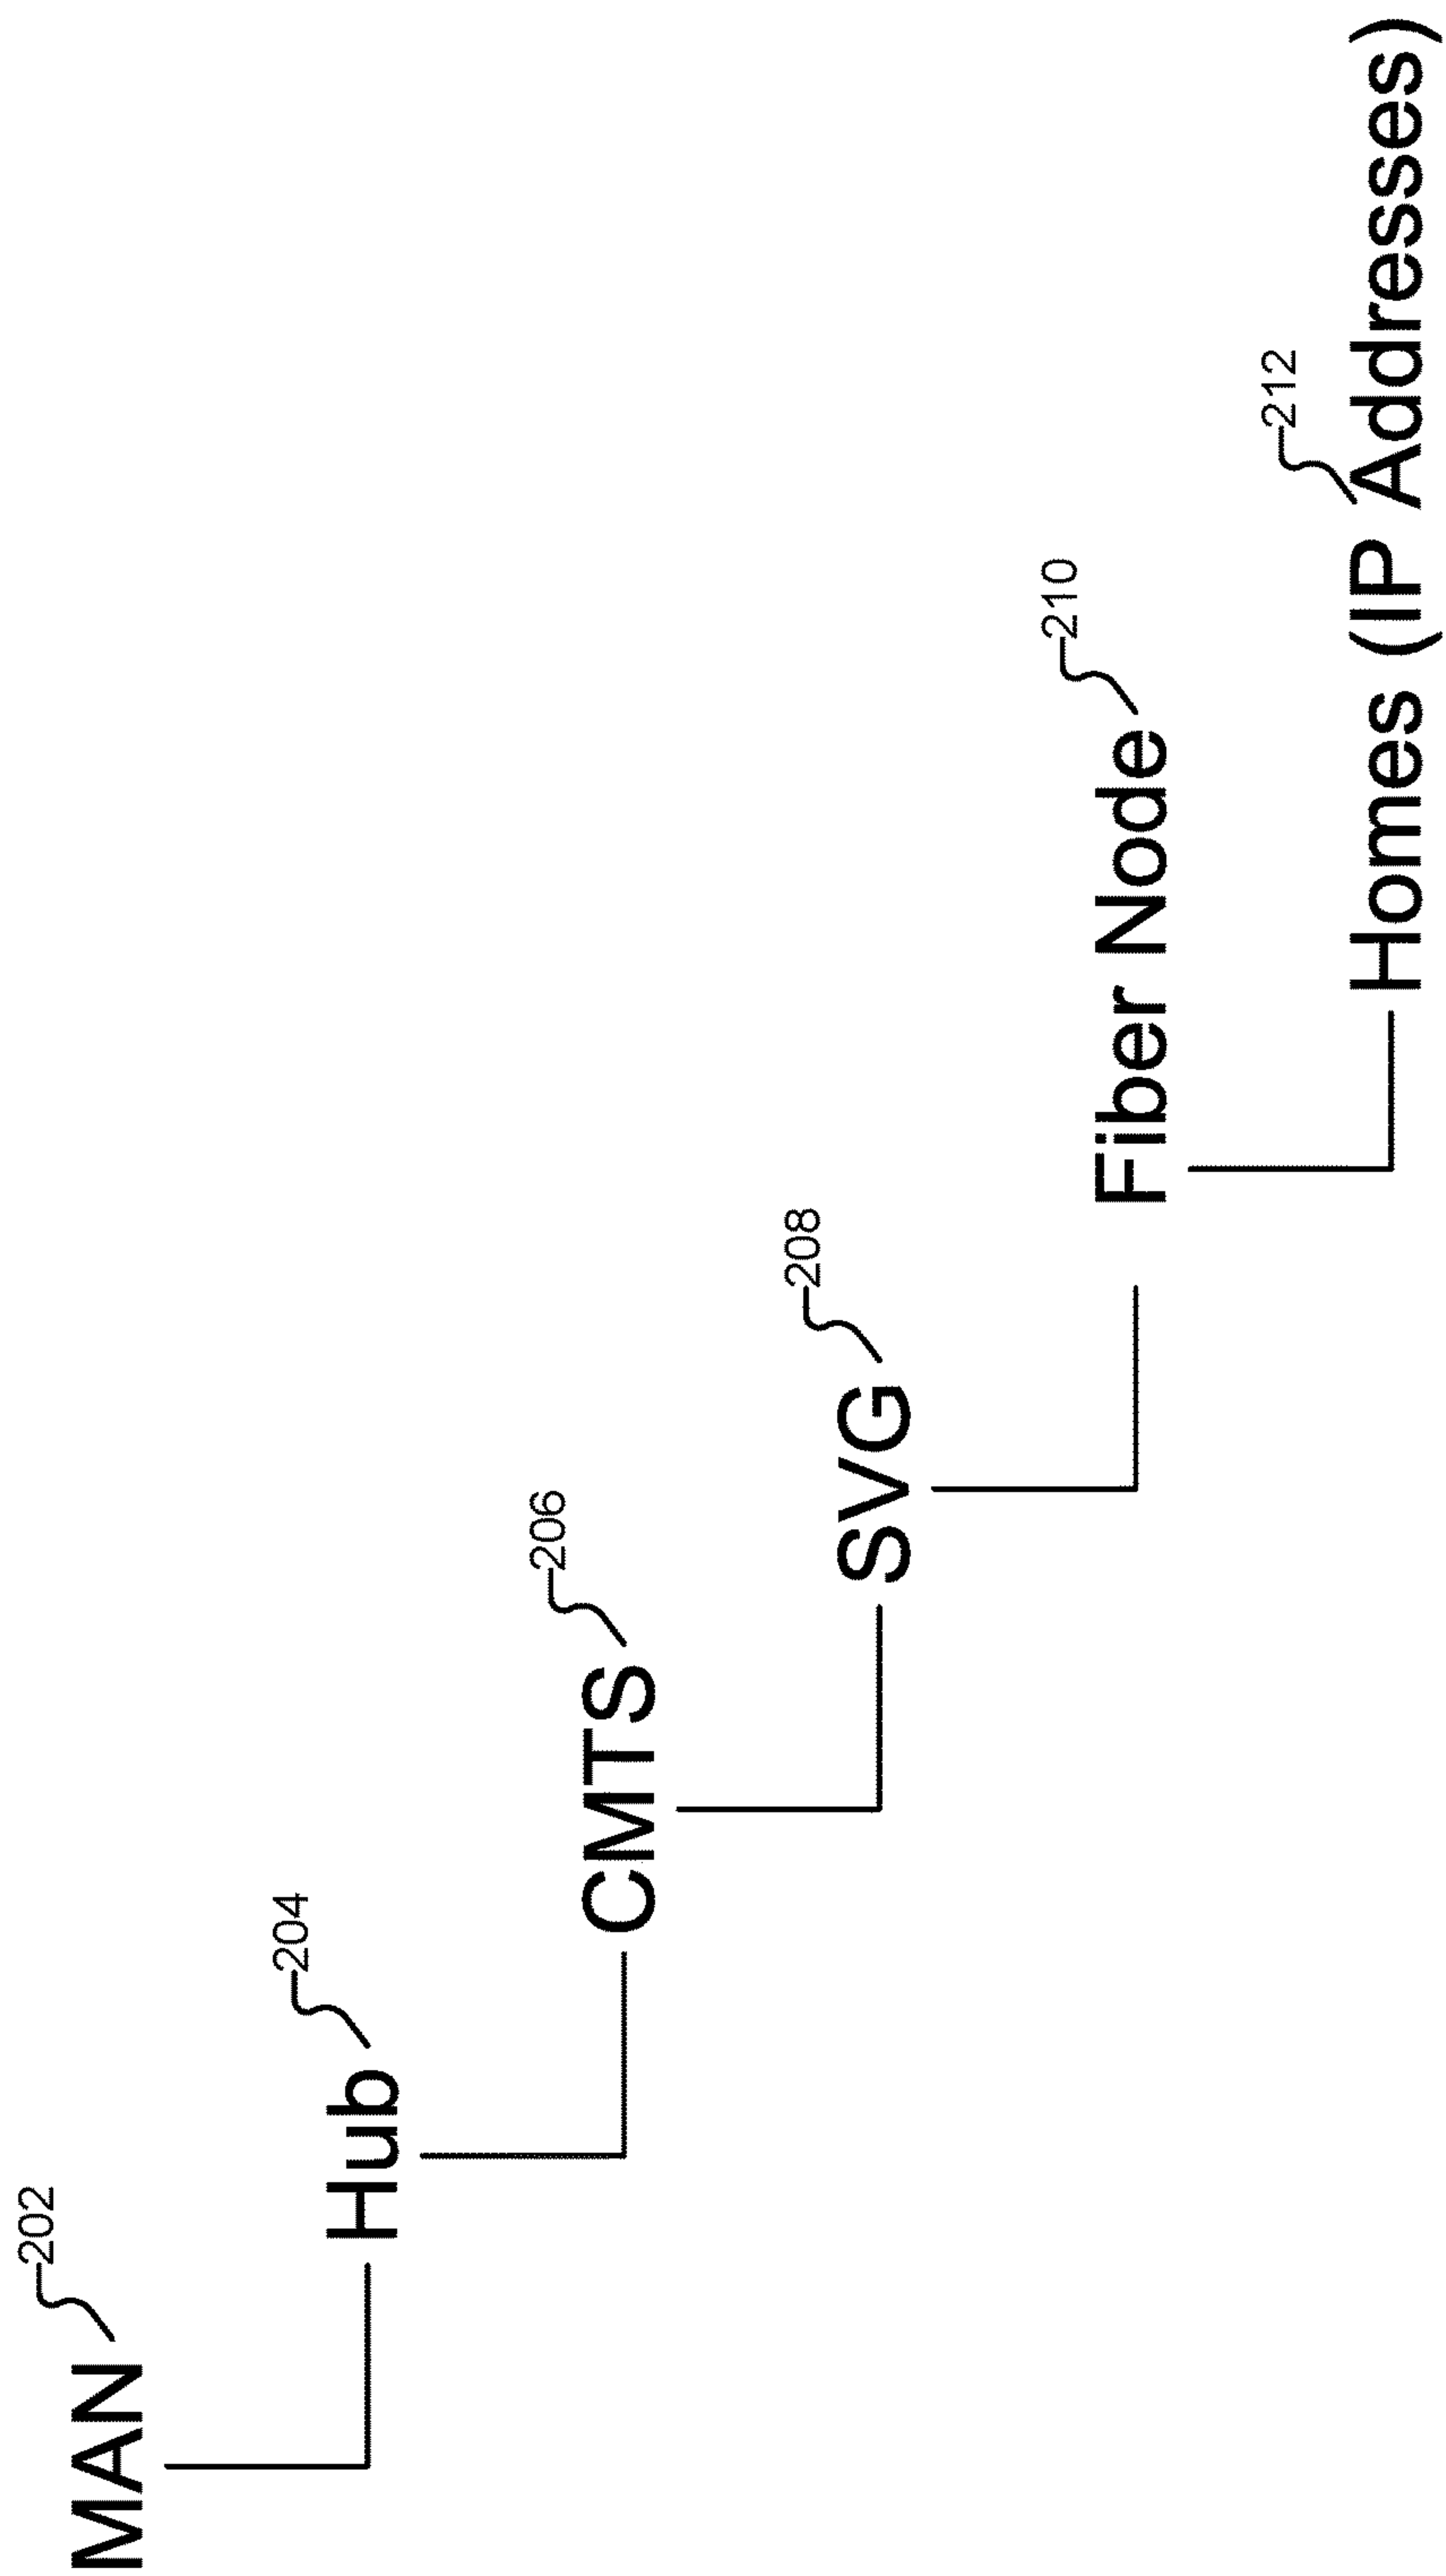 MAN
202
Hub
204
CMTS
206
SVG
208
Fiber Node
210
Homes (IP Addresses)
212